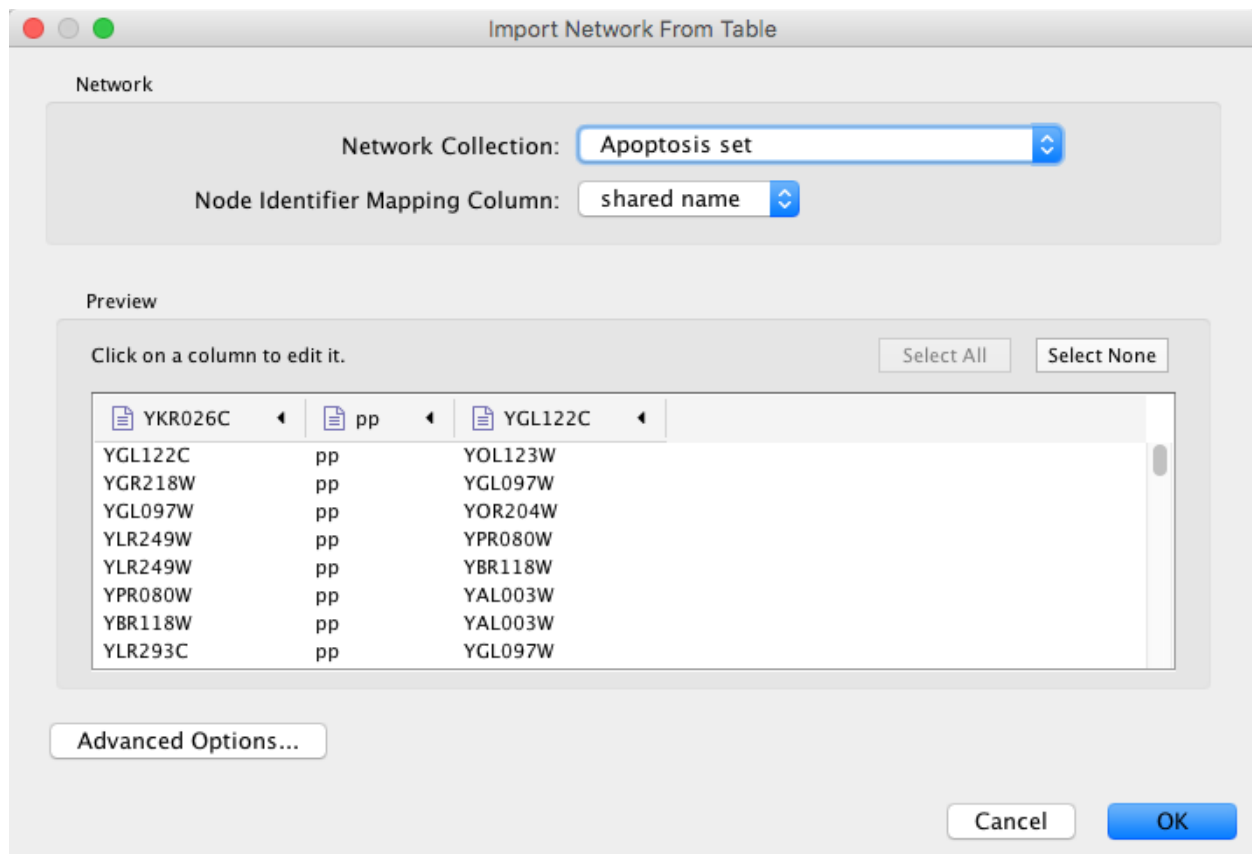 Import Network From Table
Network
Network Collection: Apoptosis set
Node Identifier Mapping Column: shared name
Preview
Click on a column to edit it. Select All Select None
YKR026C pp YGL122C
YGL122C pp YOL123W
YGR218W pp YGL097W
YGL097W pp YOR204W
YLR249W pp YPR080W
YLR249W pp YBR118W
YPR080W pp YAL003W
YBR118W pp YAL003W
YLR293C pp YGL097W
Advanced Options...
Cancel OK